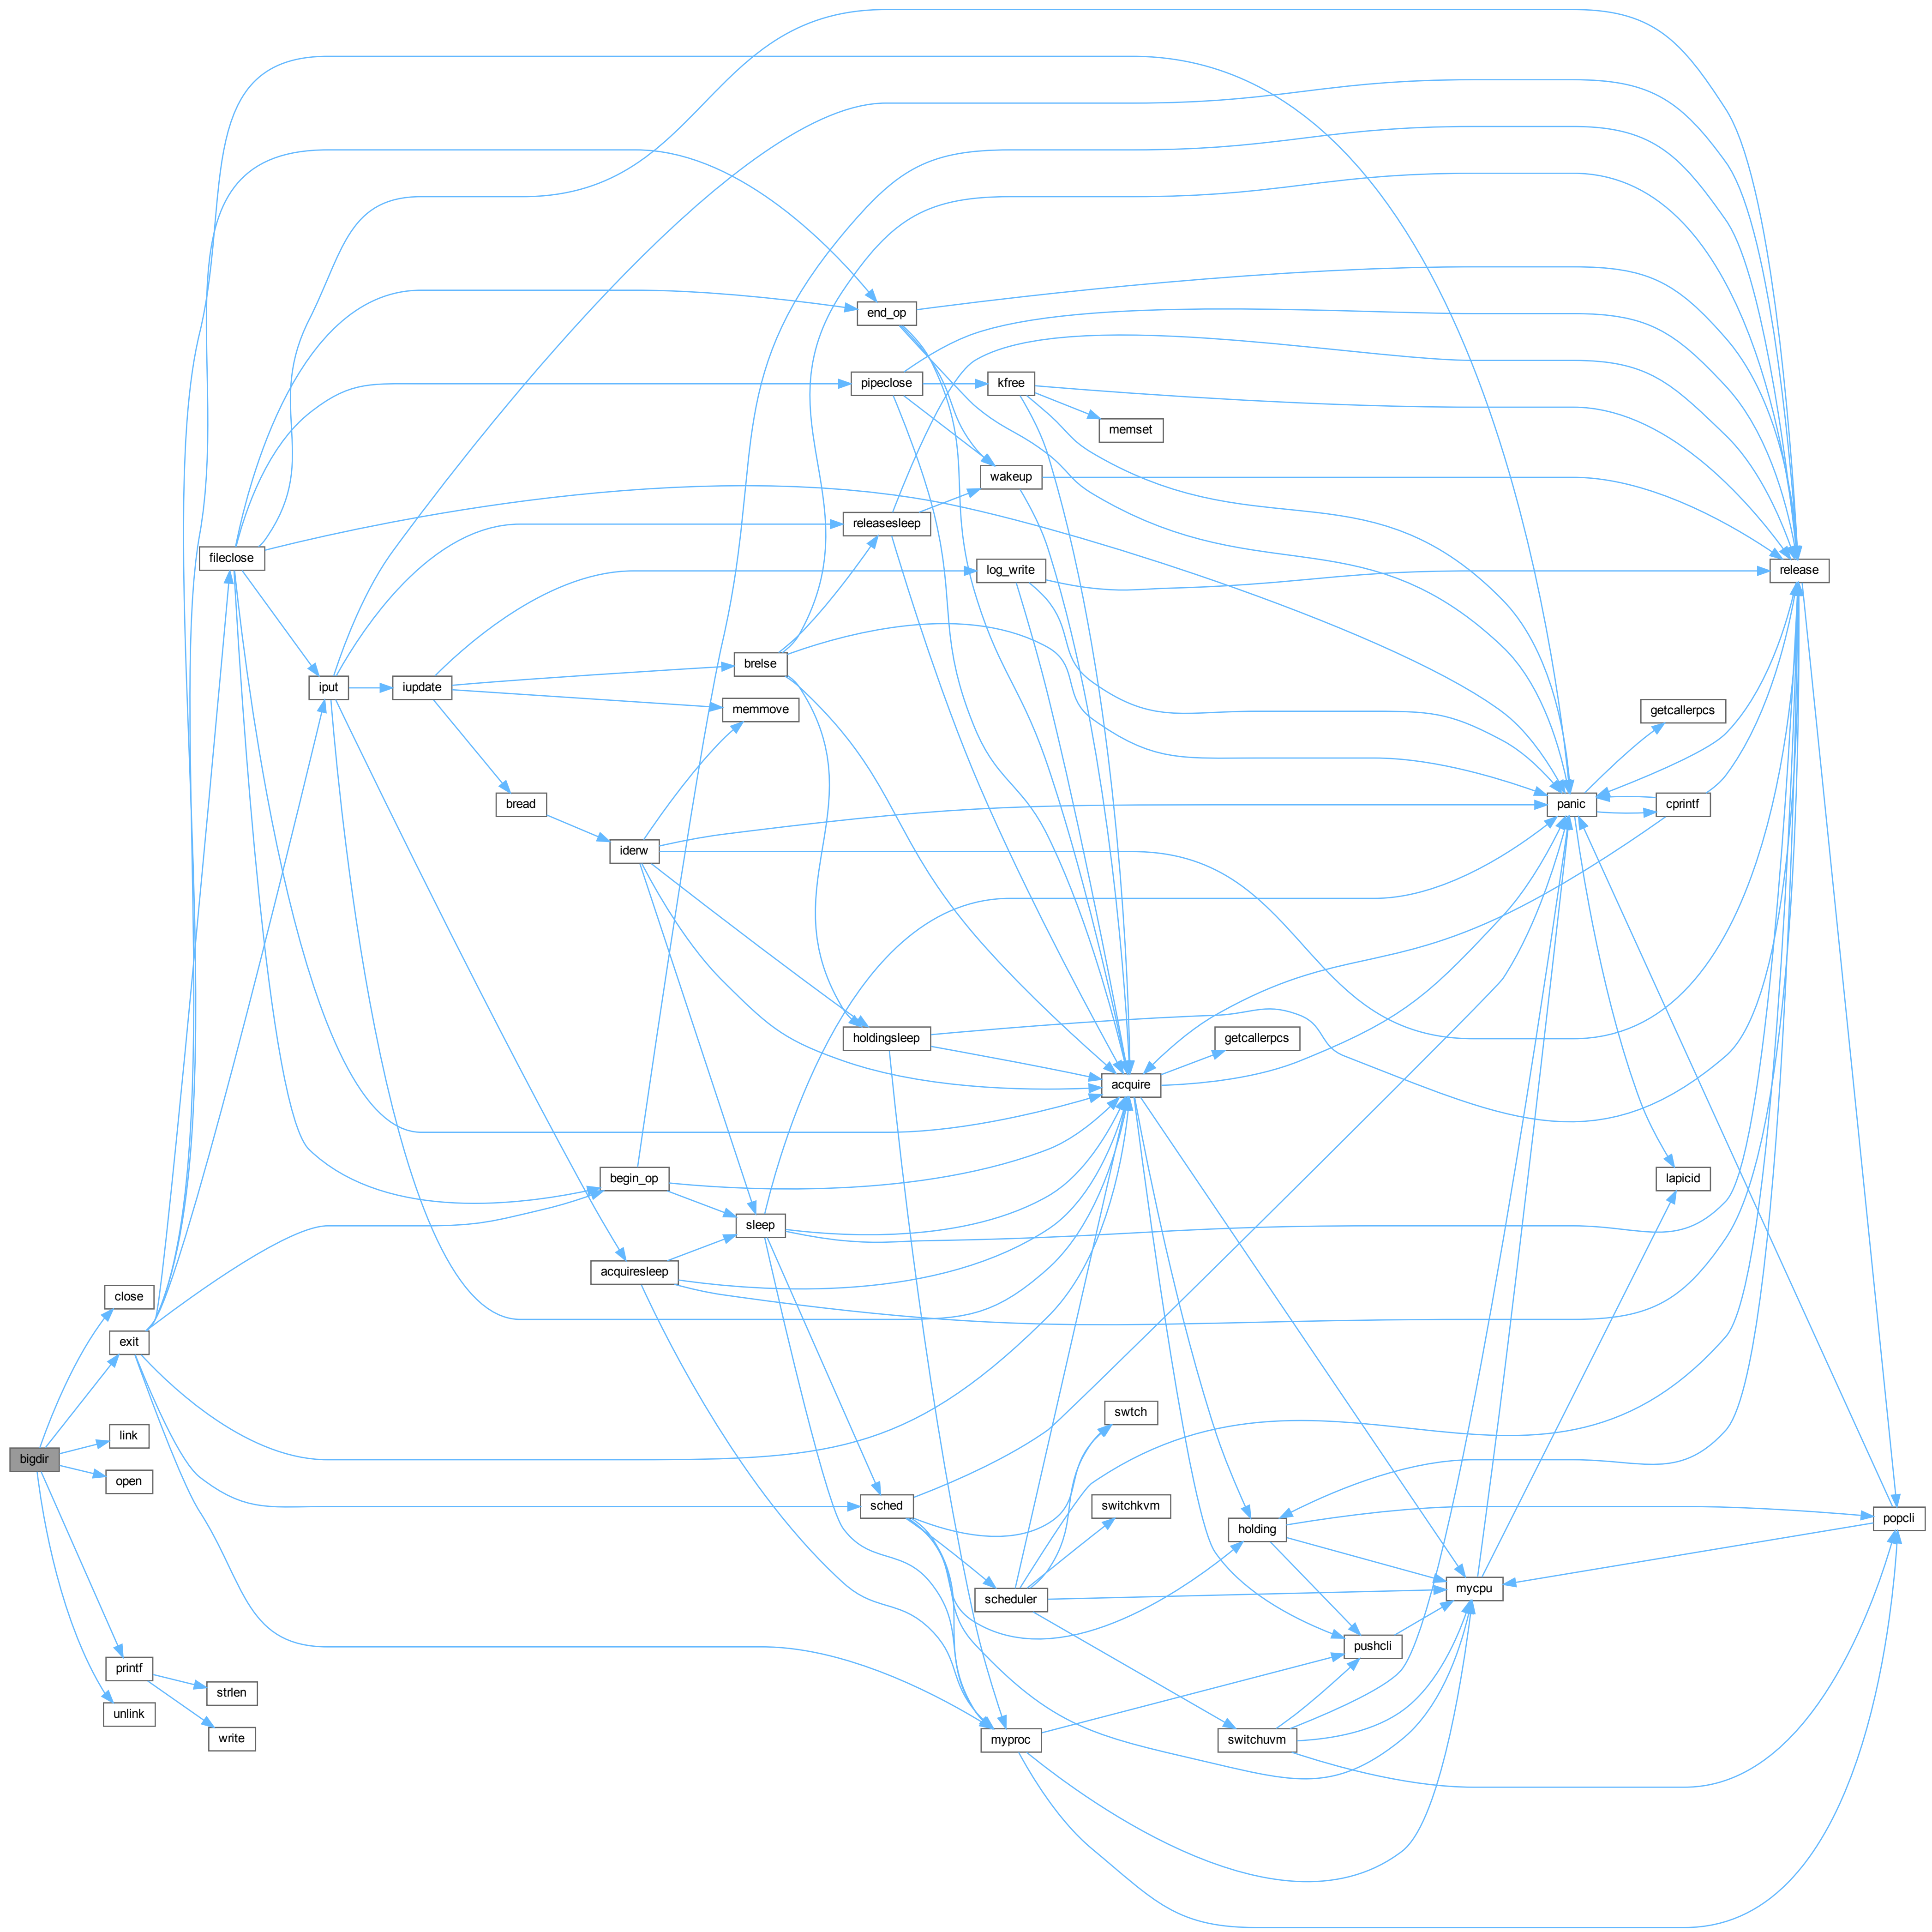 end_op
pipeclose
kfree
memset
wakeup
releasesleep
fileclose
log_write
release
brelse
iput
iupdate
memmove
getcallerpcs
bread
panic
cprintf
iderw
holdingsleep
getcallerpcs
acquire
begin_op
lapicid
sleep
acquiresleep
close
exit
swtch
link
bigdir
open
sched
switchkvm
popcli
holding
scheduler
mycpu
pushcli
printf
strlen
unlink
write
myproc
switchuvm